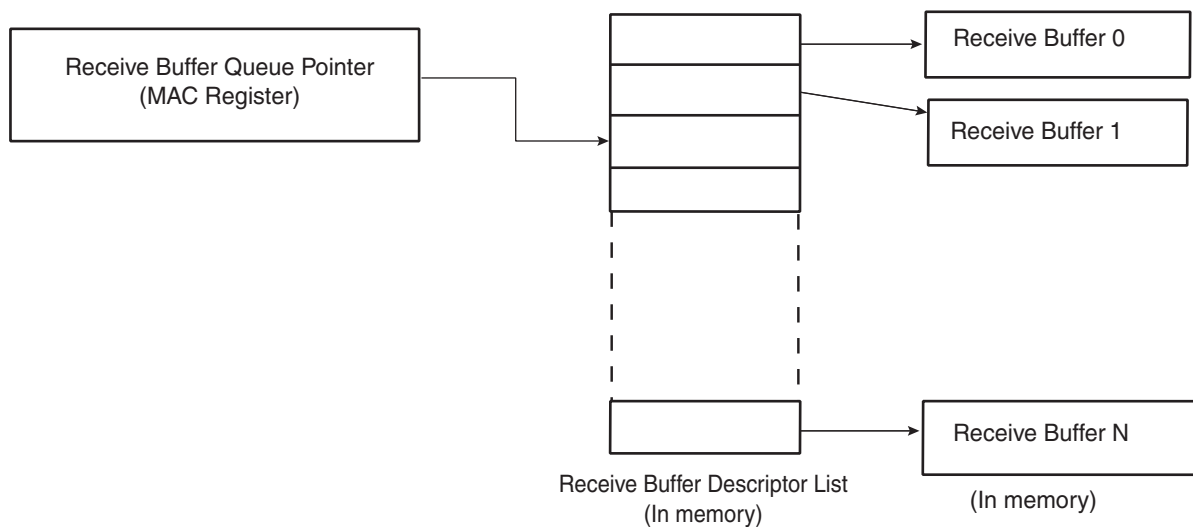 Receive Buffer Queue Pointer
(MAC Register)
Receive Buffer 0
Receive Buffer 1
Receive Buffer N
Receive Buffer Descriptor List
(In memory)
(In memory)